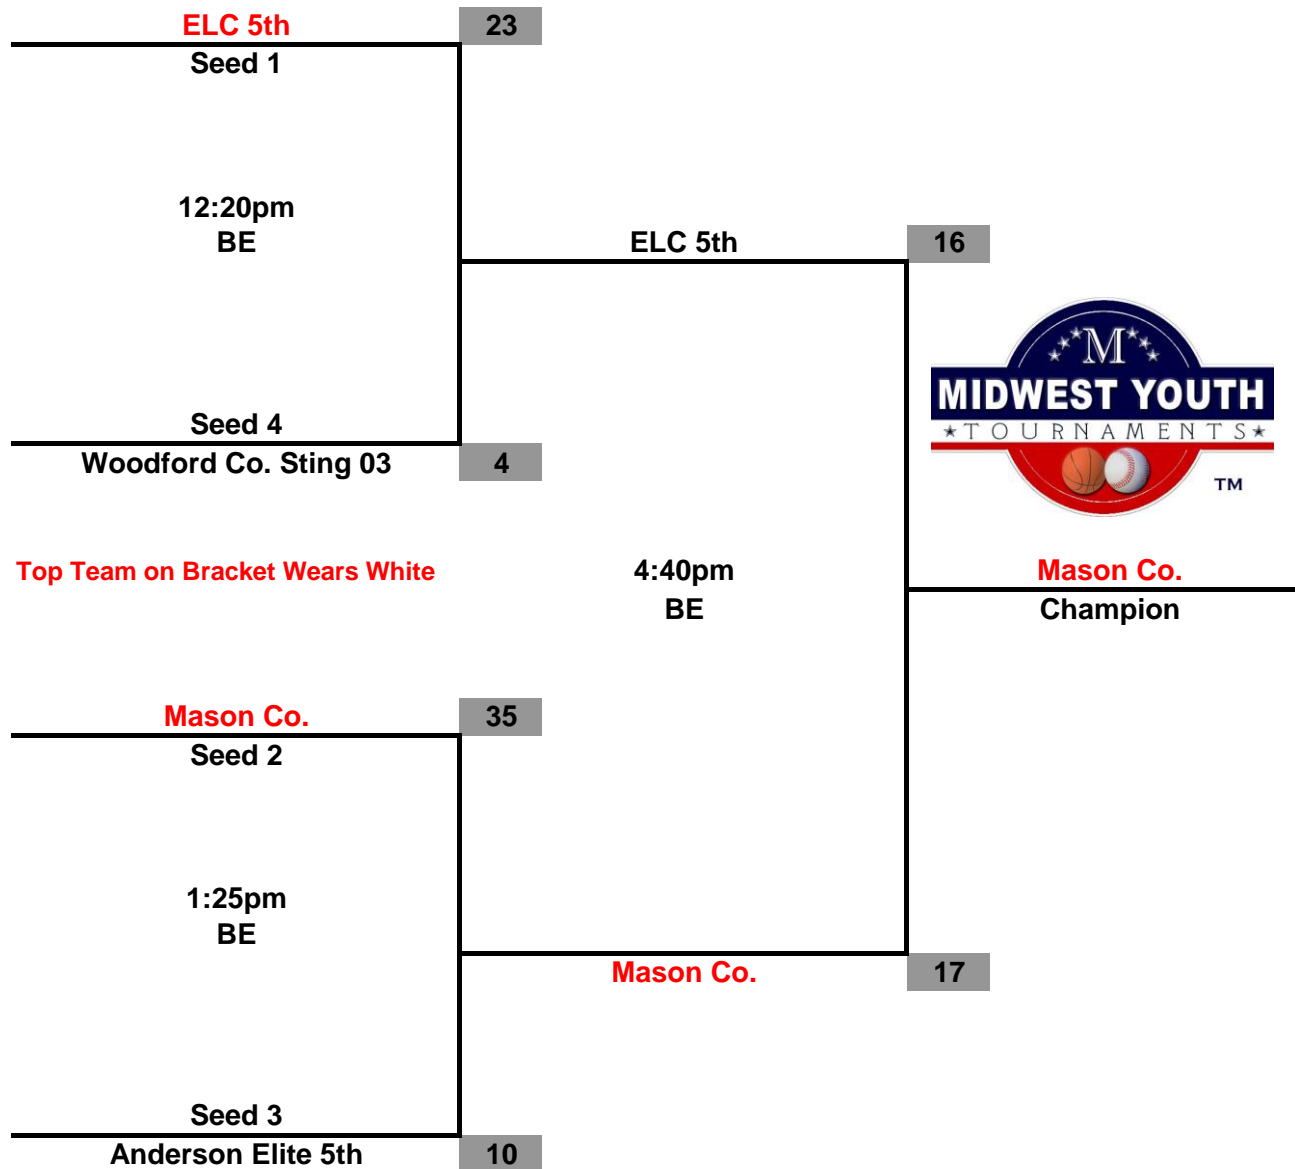 ELC 5th 23
Seed 1
12:20pm
BE
ELC 5th 16
M
MIDWEST YOUTH
TOURNAMENTS
TM
Seed 4
Woodford Co. Sting 03 4
Top Team on Bracket Wears White
4:40pm
BE
Mason Co.
Champion
Mason Co. 35
Seed 2
1:25pm
BE
Mason Co. 17
Seed 3
Anderson Elite 5th 10